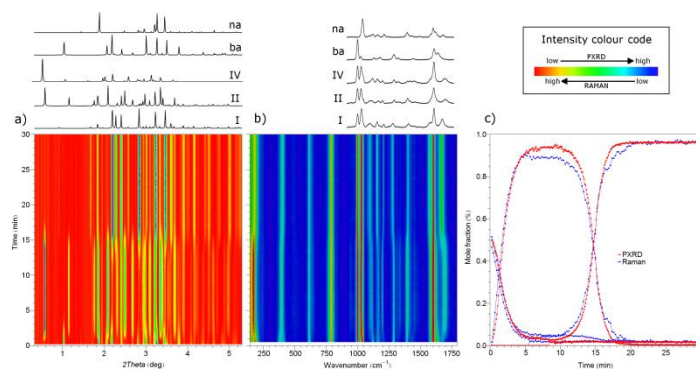 na
ba
IV
II
I
a)
30
25
20
15
10
5
0
Time (min)
1 2 3 4 5
2Theta (deg)
na
ba
IV
II
I
b)
250 500 750 1000 1250 1500 1750
Wavenumber (cm⁻¹)
Intensity colour code
PXRD
low high
high low
RAMAN
c)
1.0
0.8
0.6
0.4
0.2
0.0
Mole fraction (%)
PXRD
Raman
0 5 10 15 20 25
Time (min)